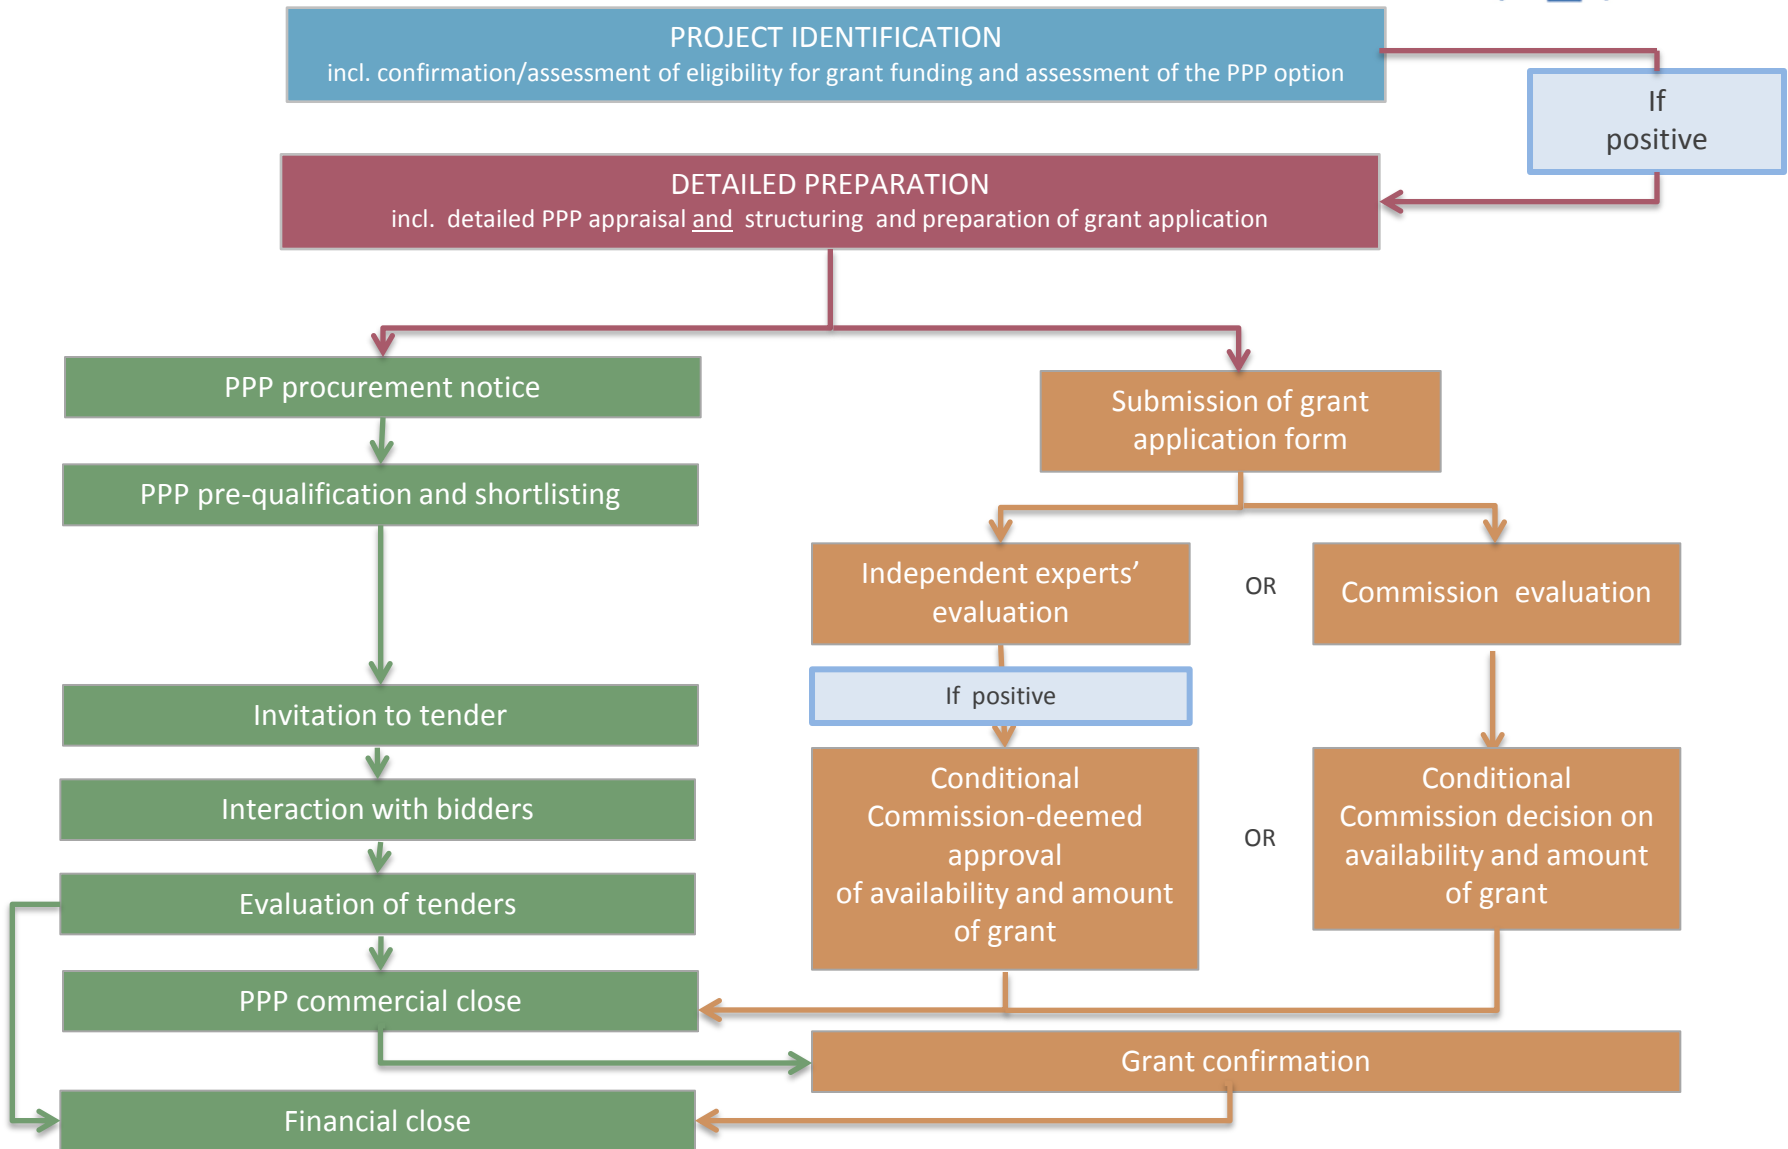 PROJECT IDENTIFICATION
incl. confirmation/assessment of eligibility for grant funding and assessment of the PPP option
If
positive
DETAILED PREPARATION
incl. detailed PPP appraisal and structuring and preparation of grant application
PPP procurement notice
Submission of grant
application form
PPP pre-qualification and shortlisting
Independent experts’
evaluation
OR
Commission evaluation
If positive
Invitation to tender
Conditional
Commission-deemed
approval
of availability and amount
of grant
OR
Conditional
Commission decision on
availability and amount
of grant
Interaction with bidders
Evaluation of tenders
PPP commercial close
Grant confirmation
Financial close